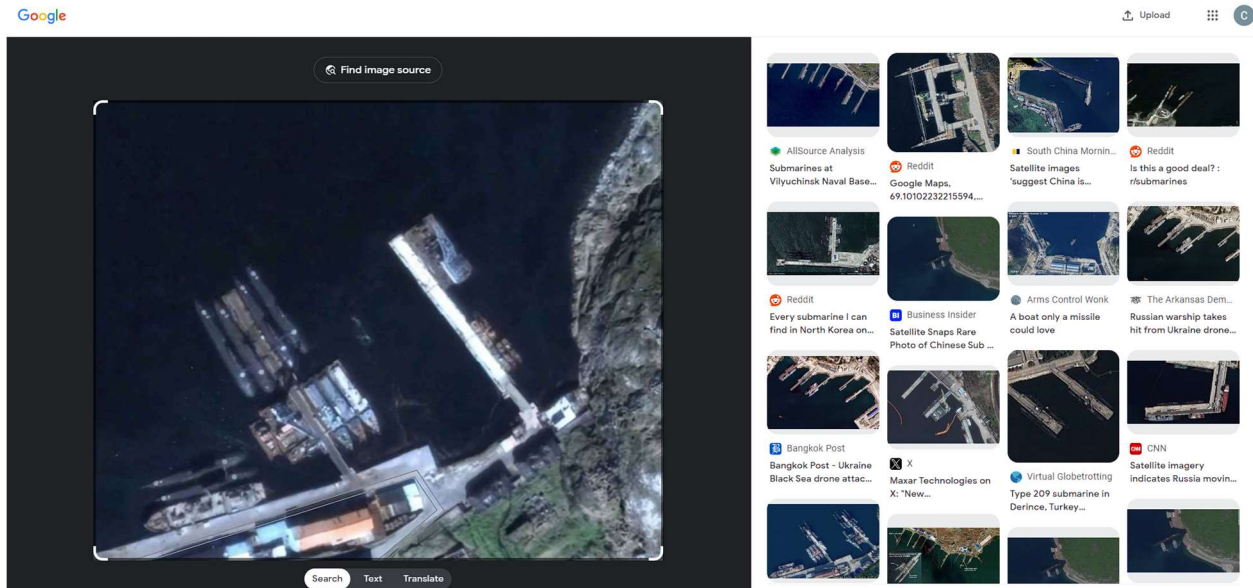 Google
Upload
C
Find image source
AllSource Analysis
Submarines at
Vilyuchinsk Naval Base...
Reddit
Google Maps,
69.10102232215594,...
South China Mornin...
Satellite images
'suggest China is...
Reddit
Is this a good deal? :
r/submarines
Reddit
Every submarine I can
find in North Korea on...
BI
Business Insider
Satellite Snaps Rare
Photo of Chinese Sub ...
Arms Control Wonk
A boat only a missile
could love
The Arkansas Dem...
Russian warship takes
hit from Ukraine drone...
Bangkok Post
Bangkok Post - Ukraine
Black Sea drone attac...
X
Maxar Technologies on
X: "New...
Virtual Globetrotting
Type 209 submarine in
Derince, Turkey...
CNN
CNN
Satellite imagery
indicates Russia movin...
Search
Text
Translate